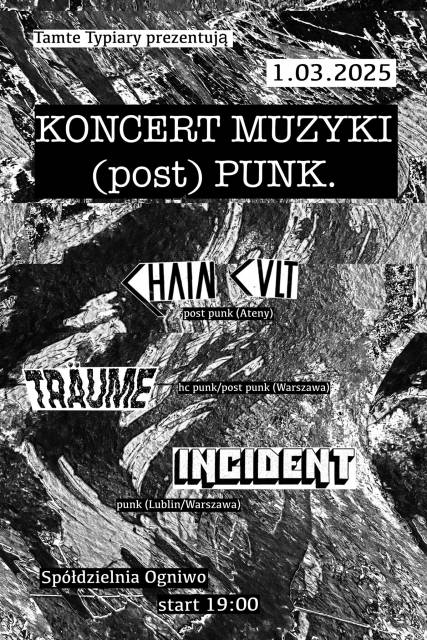 Tamte Typiary prezentują
1.03.2025
KONCERT MUZYKI
(post) PUNK.
CHAIN CVLT
post punk (Ateny)
TRÄUME
hc punk/post punk (Warszawa)
INCIDENT
punk (Lublin/Warszawa)
Spółdzielnia Ogniwo
start 19:00